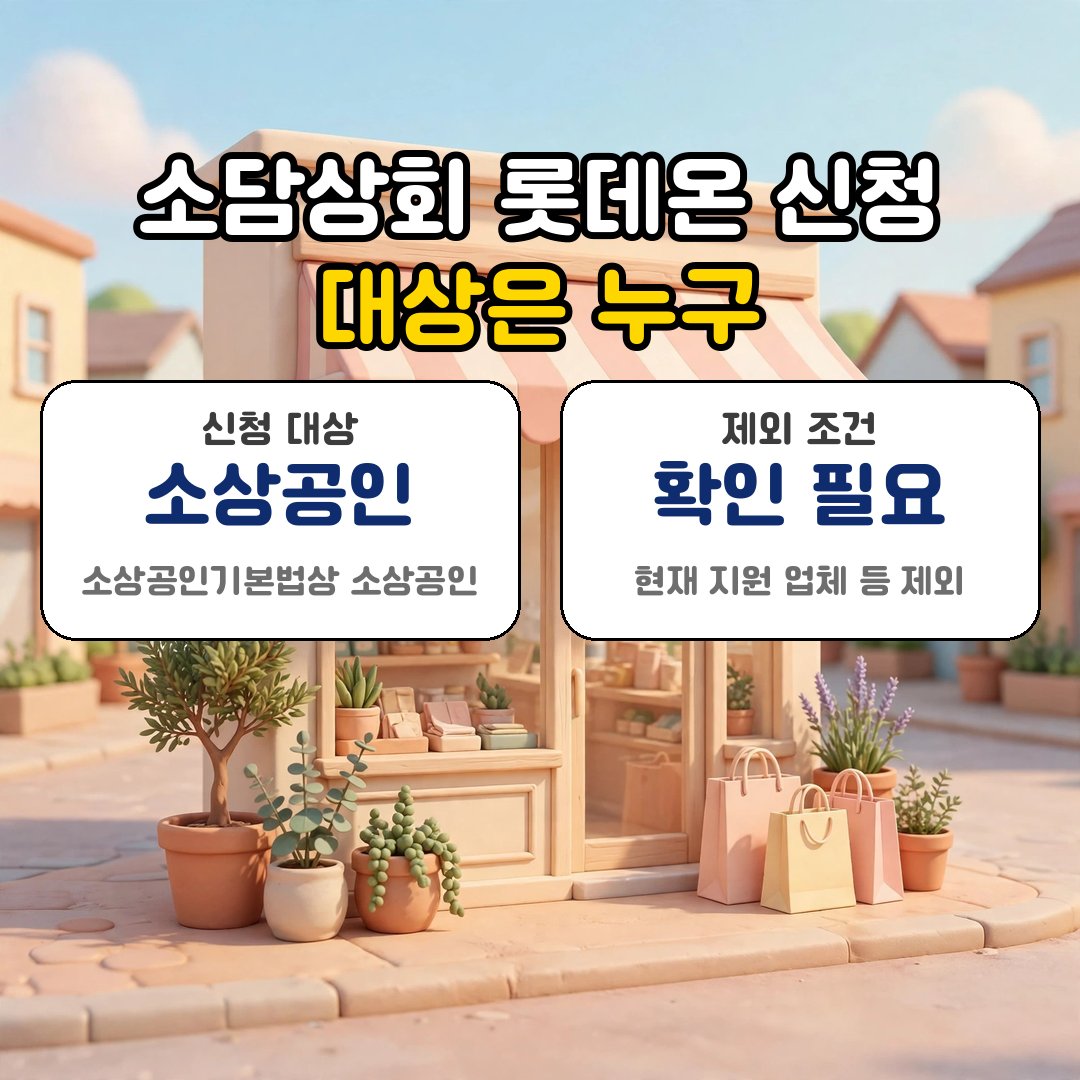 소담상회 롯데온 신청
대상은 누구
신청 대상
소상공인
소상공인기본법상 소상공인
제외 조건
확인 필요
현재 지원 업체 등 제외